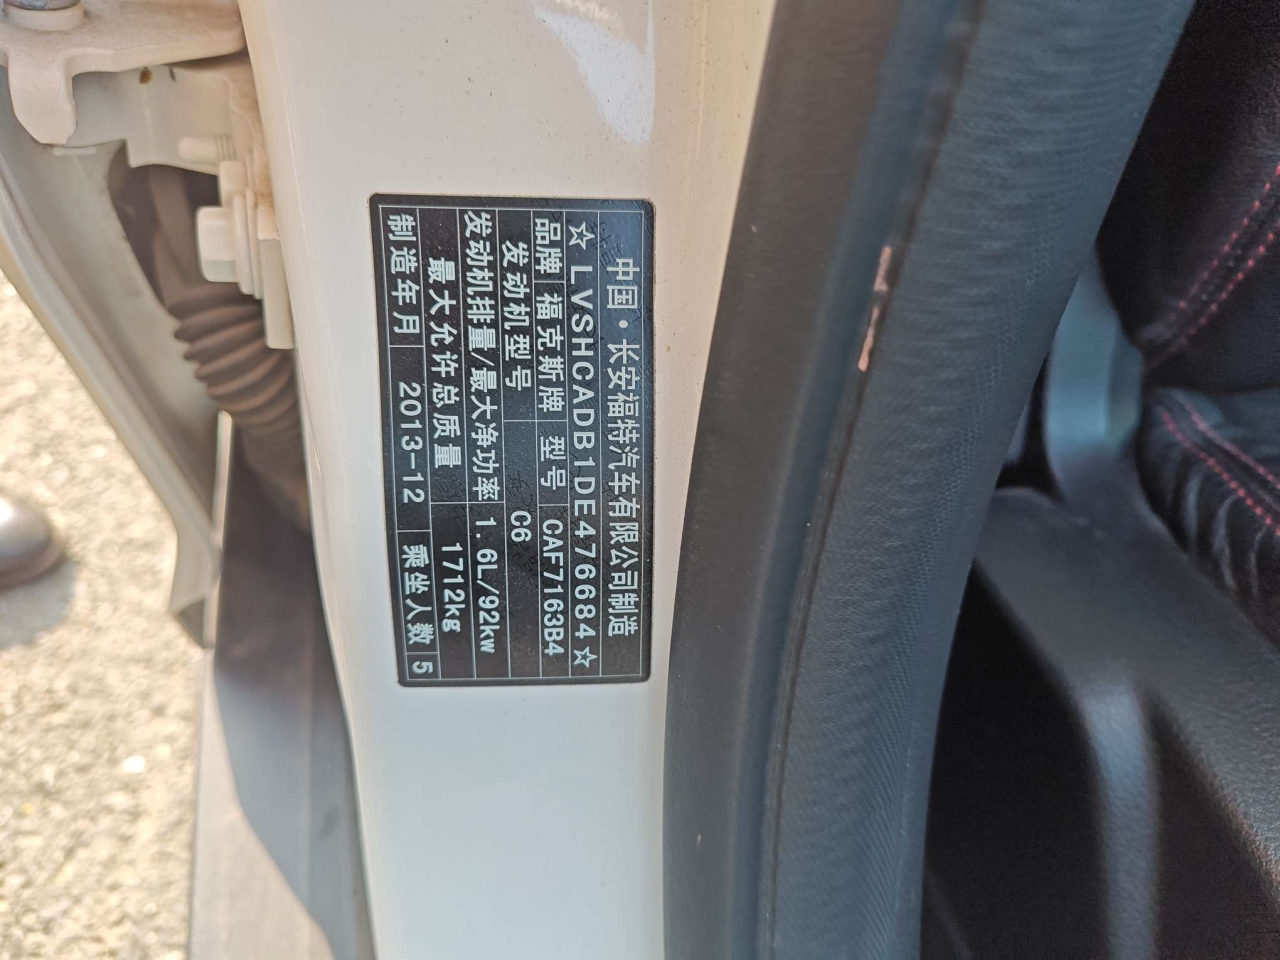 中国·长安福特汽车有限公司制造
☆LVSHCADB1DE476684☆
品牌 福克斯牌 型号 CAF7163B4
发动机型号 C6
发动机排量/最大净功率 1.6L/92kw
最大允许总质量 1712kg
制造年月 2013-12 乘坐人数 5